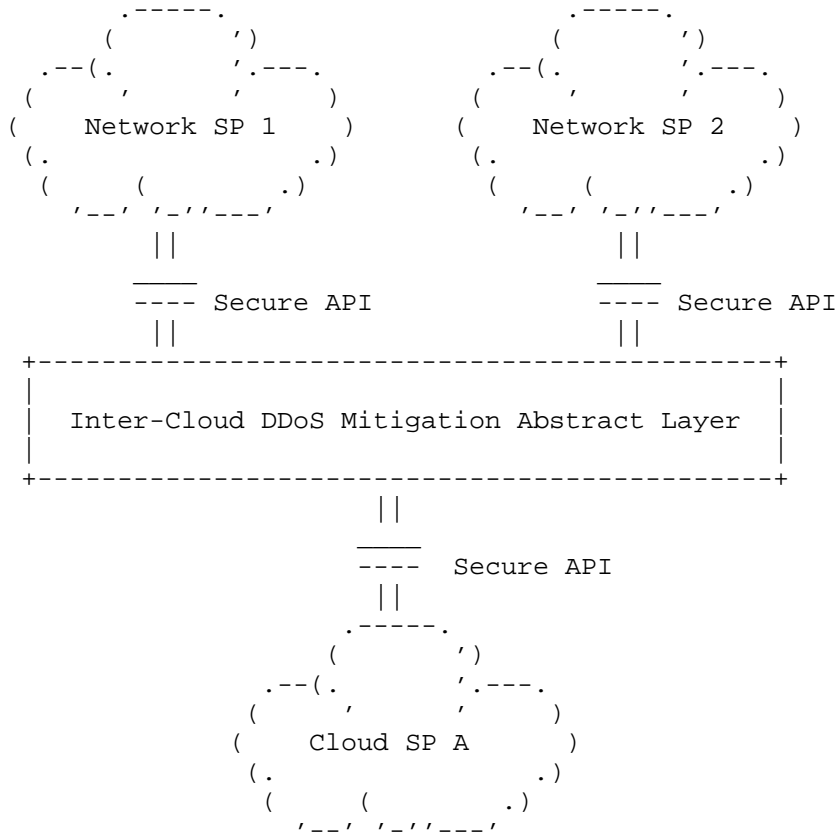 Network SP 1 Network SP 2
Secure API Secure API
Inter-Cloud DDoS Mitigation Abstract Layer
Secure API
Cloud SP A